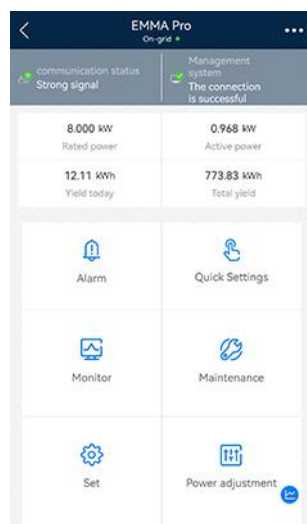 EMMA Pro
On-grid
communication status
Strong signal
Management
system
The connection
is successful
8.000 kW
Rated power
0.968 kW
Active power
12.11 kWh
Yield today
773.83 kWh
Total yield
Alarm
Quick Settings
Monitor
Maintenance
Set
Power adjustment